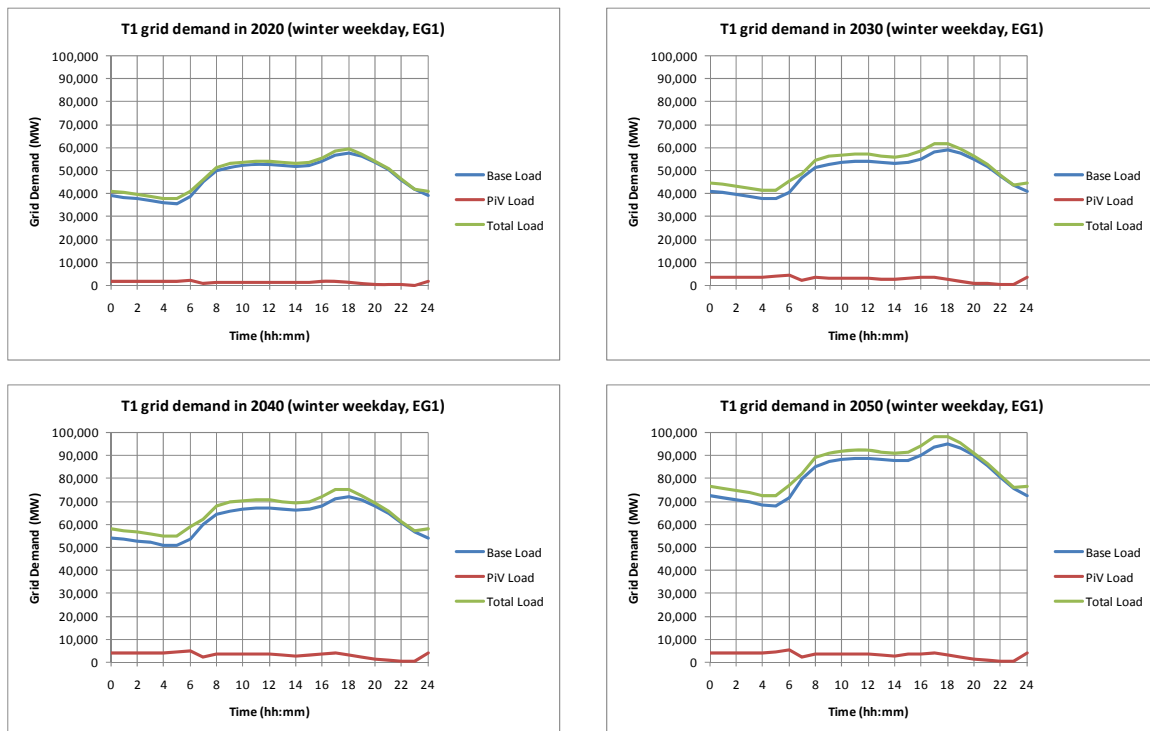 T1 grid demand in 2020 (winter weekday, EG1)
100,000
90,000
80,000
70,000
60,000
50,000
40,000
30,000
20,000
10,000
0
Grid Demand (MW)
0 2 4 6 8 10 12 14 16 18 20 22 24
Time (hh:mm)
Base Load
PiV Load
Total Load
T1 grid demand in 2030 (winter weekday, EG1)
100,000
90,000
80,000
70,000
60,000
50,000
40,000
30,000
20,000
10,000
0
Grid Demand (MW)
0 2 4 6 8 10 12 14 16 18 20 22 24
Time (hh:mm)
Base Load
PiV Load
Total Load
T1 grid demand in 2040 (winter weekday, EG1)
100,000
90,000
80,000
70,000
60,000
50,000
40,000
30,000
20,000
10,000
0
Grid Demand (MW)
0 2 4 6 8 10 12 14 16 18 20 22 24
Time (hh:mm)
Base Load
PiV Load
Total Load
T1 grid demand in 2050 (winter weekday, EG1)
100,000
90,000
80,000
70,000
60,000
50,000
40,000
30,000
20,000
10,000
0
Grid Demand (MW)
0 2 4 6 8 10 12 14 16 18 20 22 24
Time (hh:mm)
Base Load
PiV Load
Total Load